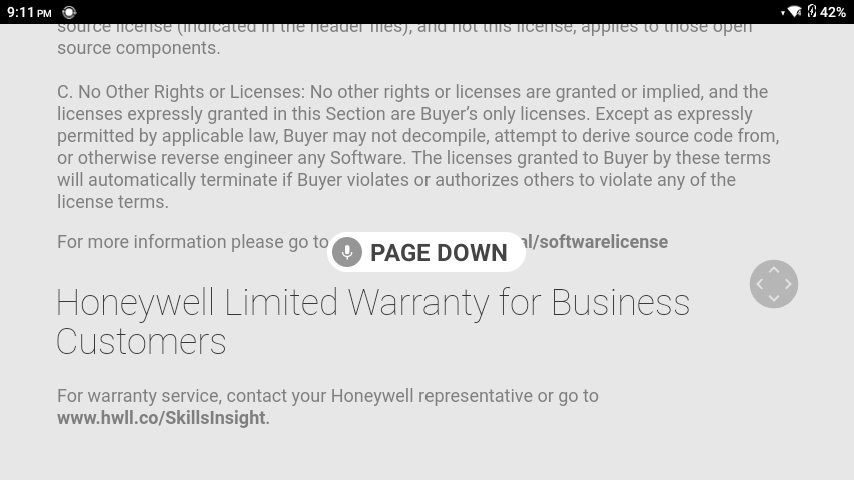 9:11 PM 42%
source license (indicated in the header files), and not this license, applies to those open
source components.
C. No Other Rights or Licenses: No other rights or licenses are granted or implied, and the
licenses expressly granted in this Section are Buyer’s only licenses. Except as expressly
permitted by applicable law, Buyer may not decompile, attempt to derive source code from,
or otherwise reverse engineer any Software. The licenses granted to Buyer by these terms
will automatically terminate if Buyer violates or authorizes others to violate any of the
license terms.
For more information please go to al/softwarelicense
PAGE DOWN
Honeywell Limited Warranty for Business
Customers
For warranty service, contact your Honeywell representative or go to
www.hwll.co/SkillsInsight.